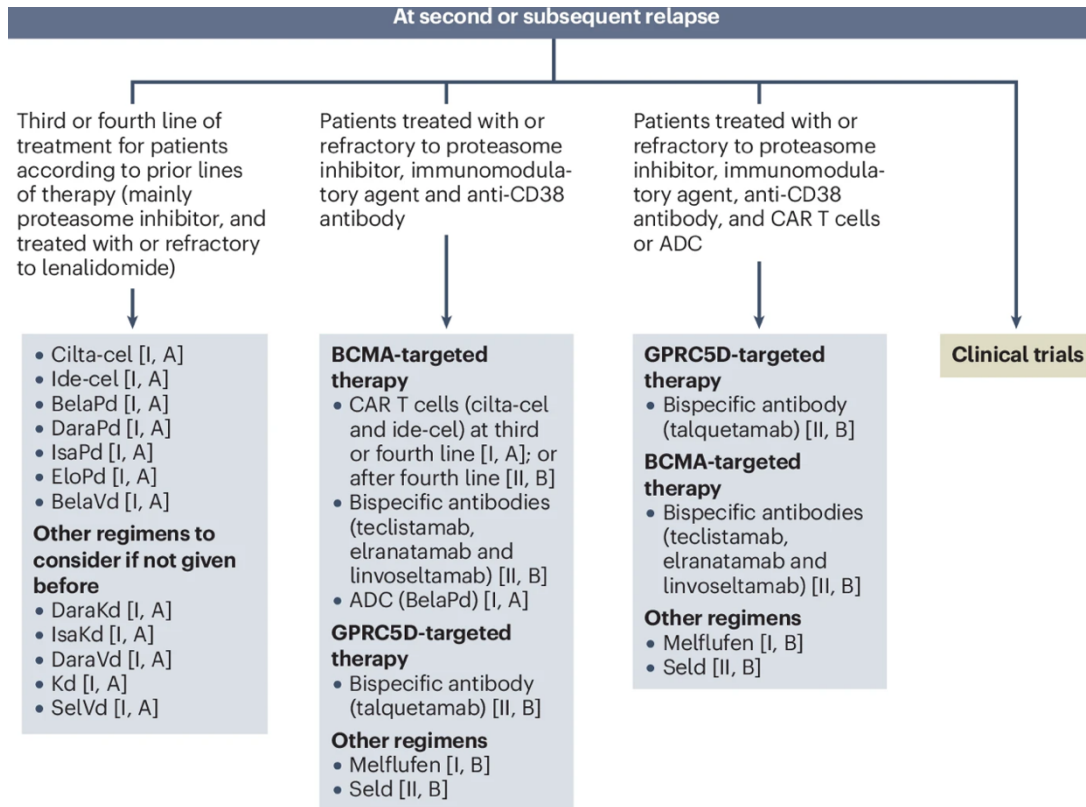 At second or subsequent relapse
Third or fourth line of
treatment for patients
according to prior lines
of therapy (mainly
proteasome inhibitor, and
treated with or refractory
to lenalidomide)
• Cilta-cel [I, A]
• Ide-cel [I, A]
• BelaPd [I, A]
• DaraPd [I, A]
• IsaPd [I, A]
• EloPd [I, A]
• BelaVd [I, A]
Other regimens to
consider if not given
before
• DaraKd [I, A]
• IsaKd [I, A]
• DaraVd [I, A]
• Kd [I, A]
• SelVd [I, A]
Patients treated with or
refractory to proteasome
inhibitor, immunomodula-
tory agent and anti-CD38
antibody
BCMA-targeted
therapy
• CAR T cells (cilta-cel
and ide-cel) at third
or fourth line [I, A]; or
after fourth line [II, B]
• Bispecific antibodies
(teclistamab,
elranatamab and
linvoseltamab) [II, B]
• ADC (BelaPd) [I, A]
GPRC5D-targeted
therapy
• Bispecific antibody
(talquetamab) [II, B]
Other regimens
• Melflufen [I, B]
• Seld [II, B]
Patients treated with or
refractory to proteasome
inhibitor, immunomodula-
tory agent, anti-CD38
antibody, and CAR T cells
or ADC
GPRC5D-targeted
therapy
• Bispecific antibody
(talquetamab) [II, B]
BCMA-targeted
therapy
• Bispecific antibodies
(teclistamab,
elranatamab and
linvoseltamab) [II, B]
Other regimens
• Melflufen [I, B]
• Seld [II, B]
Clinical trials